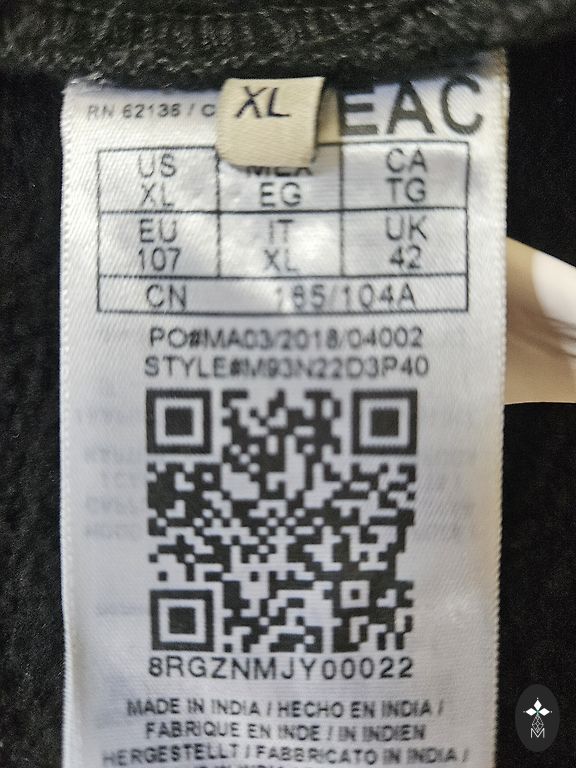 RN 62136 / C
XL
EAC
US MEX CA
XL EG TG
EU IT UK
107 XL 42
CN 185/104A
PO#MA03/2018/04002
STYLE#M93N22D3P40
8RGZNMJY00022
MADE IN INDIA / HECHO EN INDIA /
FABRIQUE EN INDE / IN INDIEN
HERGESTELLT / FABBRICATO IN INDIA /
M